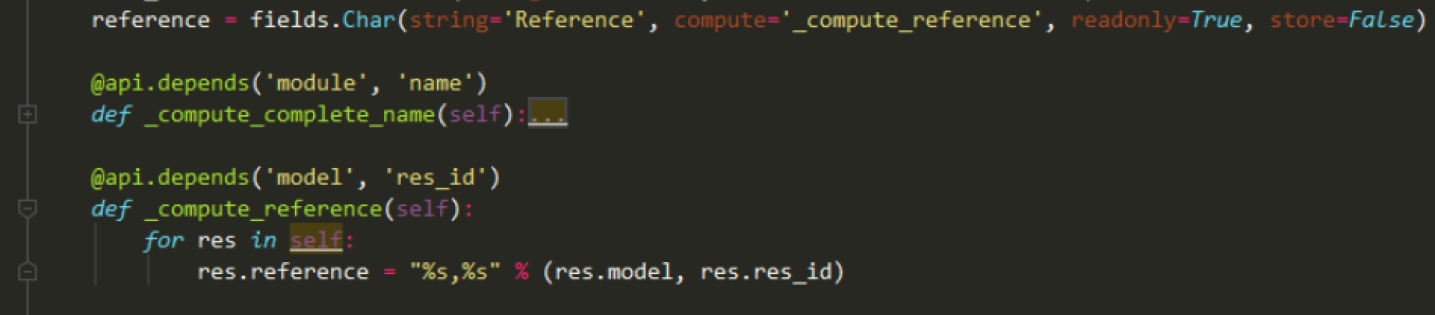 reference = fields.Char(string='Reference', compute='_compute_reference', readonly=True, store=False)
@api.depends('module', 'name')
def _compute_complete_name(self):...
@api.depends('model', 'res_id')
def _compute_reference(self):
for res in self:
res.reference = "%s,%s" % (res.model, res.res_id)